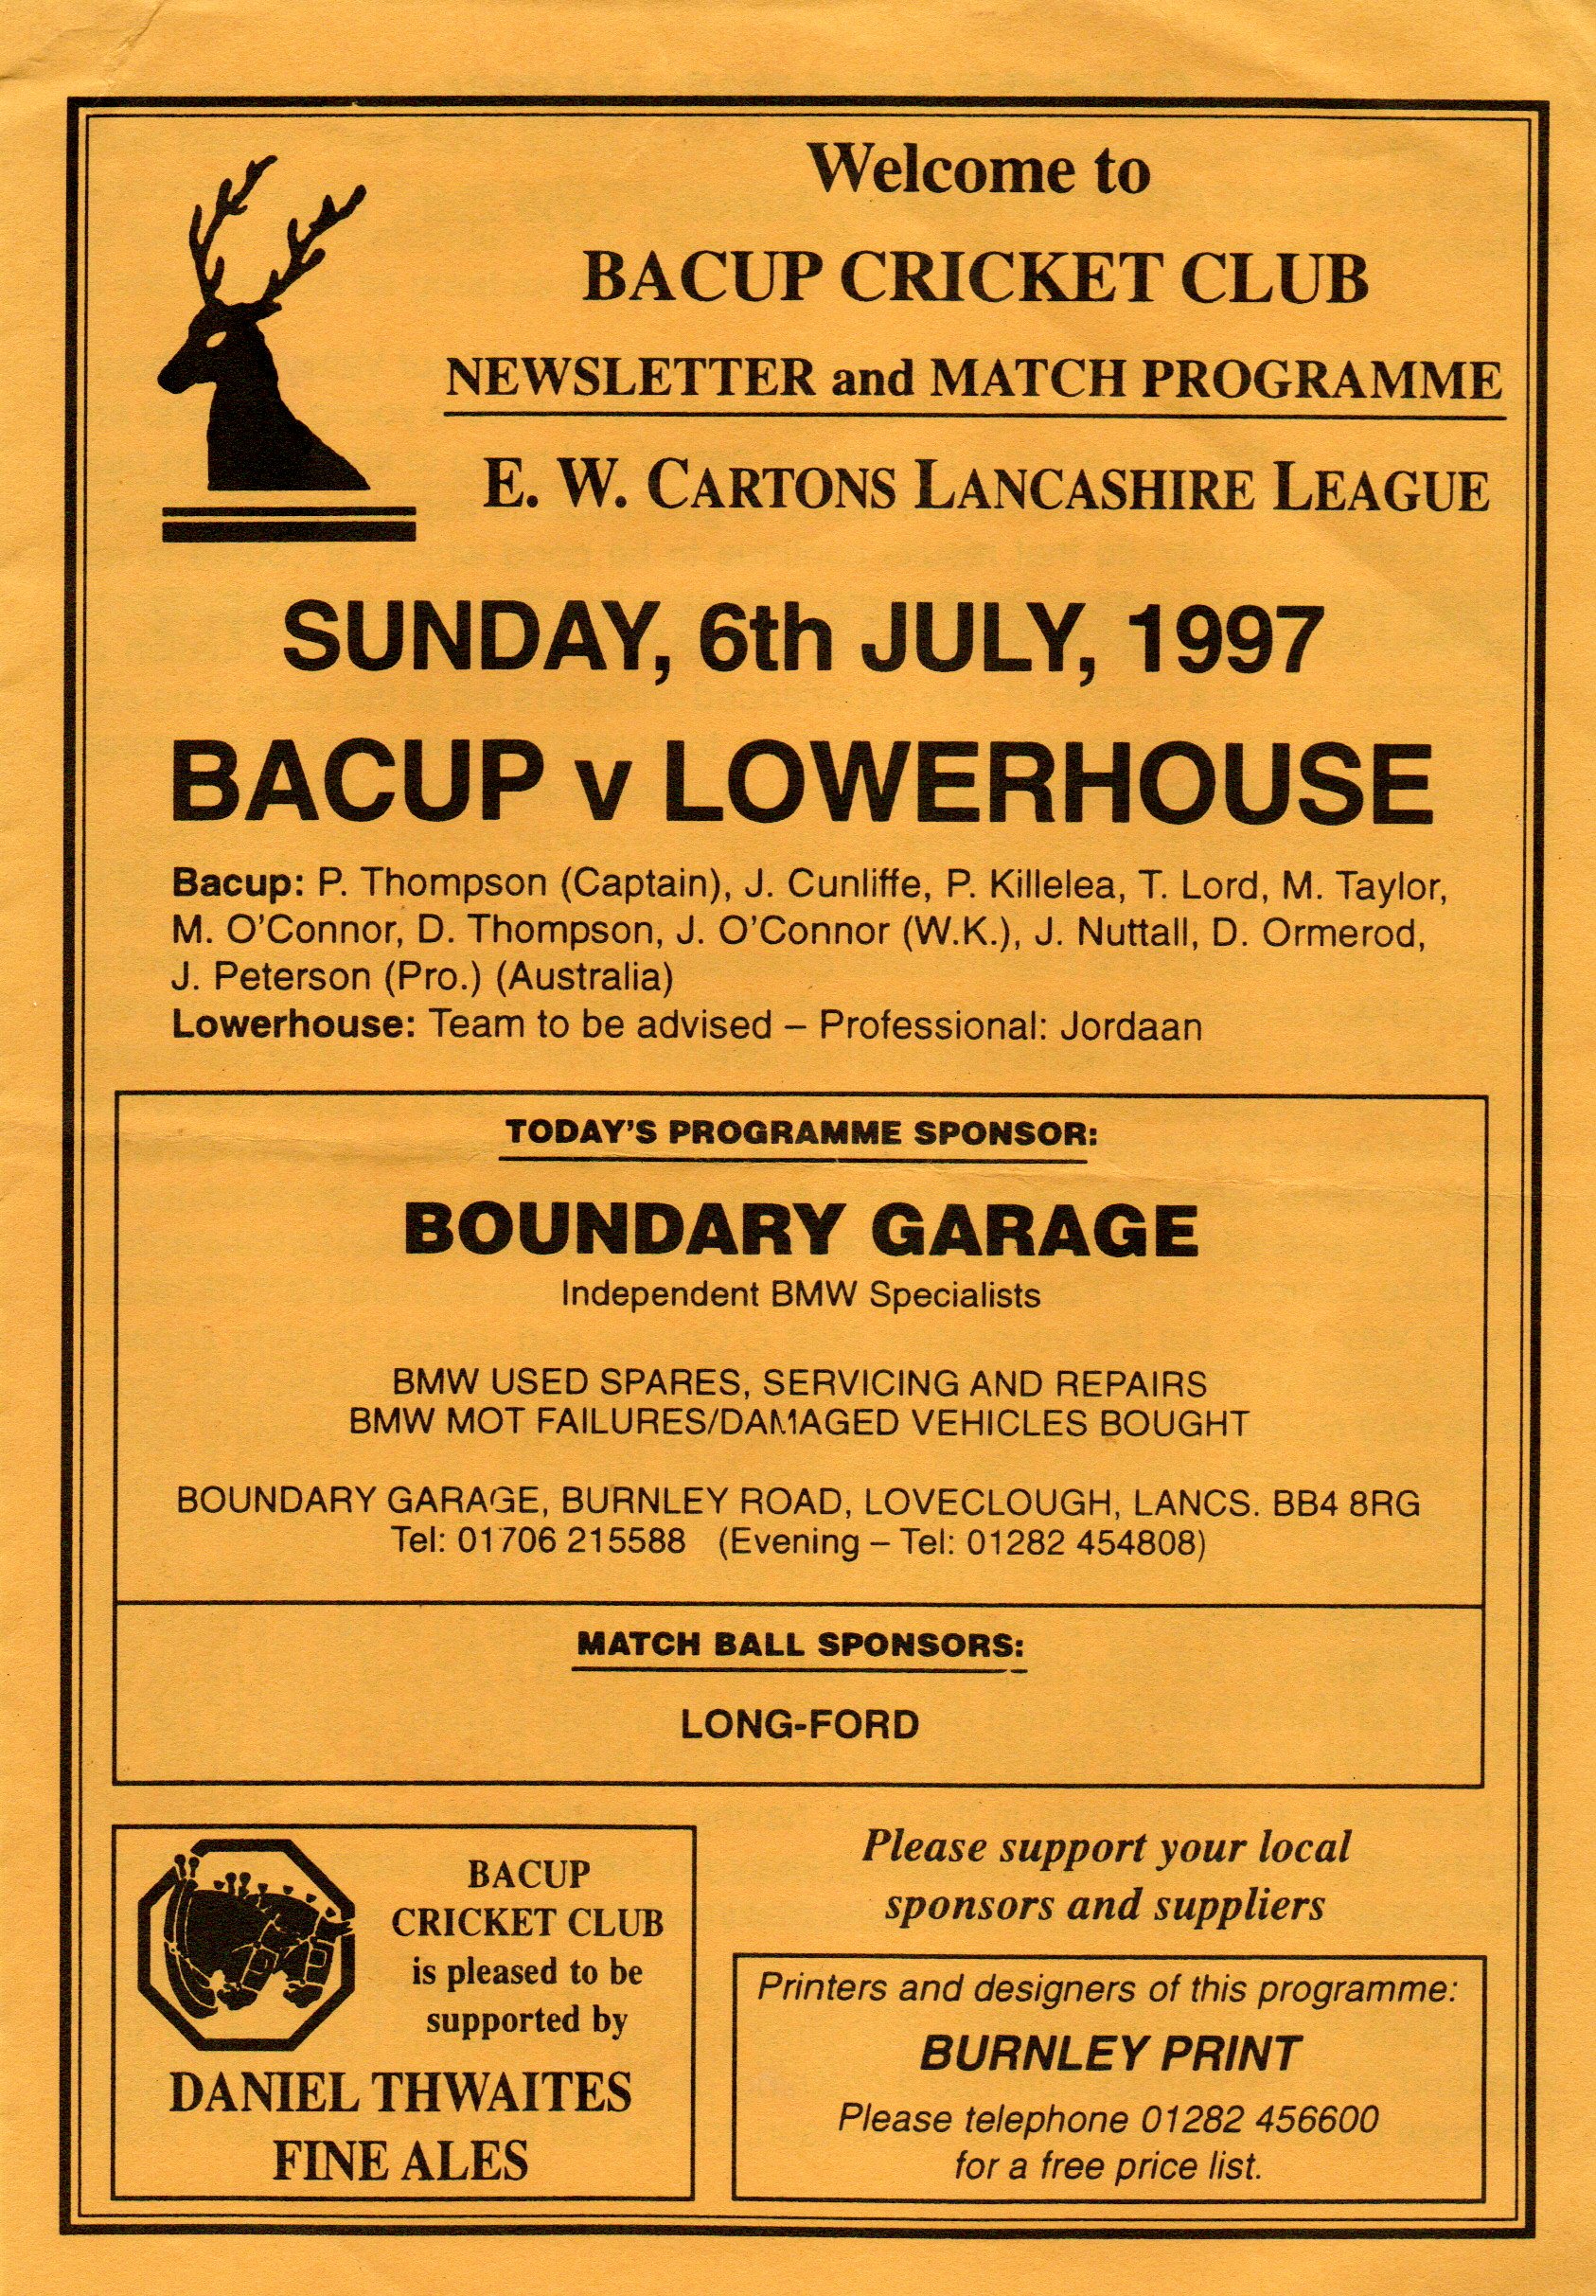 Welcome to
BACUP CRICKET CLUB
NEWSLETTER and MATCH PROGRAMME
E. W. CARTONS LANCASHIRE LEAGUE
SUNDAY, 6th JULY, 1997
BACUP v LOWERHOUSE
Bacup: P. Thompson (Captain), J. Cunliffe, P. Killelea, T. Lord, M. Taylor,
M. O'Connor, D. Thompson, J. O'Connor (W.K.), J. Nuttall, D. Ormerod,
J. Peterson (Pro.) (Australia)
Lowerhouse: Team to be advised – Professional: Jordaan
TODAY'S PROGRAMME SPONSOR:
BOUNDARY GARAGE
Independent BMW Specialists
BMW USED SPARES, SERVICING AND REPAIRS
BMW MOT FAILURES/DAMAGED VEHICLES BOUGHT
BOUNDARY GARAGE, BURNLEY ROAD, LOVECLOUGH, LANCS. BB4 8RG
Tel: 01706 215588 (Evening – Tel: 01282 454808)
MATCH BALL SPONSORS:
LONG-FORD
BACUP
CRICKET CLUB
is pleased to be
supported by
DANIEL THWAITES
FINE ALES
Please support your local
sponsors and suppliers
Printers and designers of this programme:
BURNLEY PRINT
Please telephone 01282 456600
for a free price list.